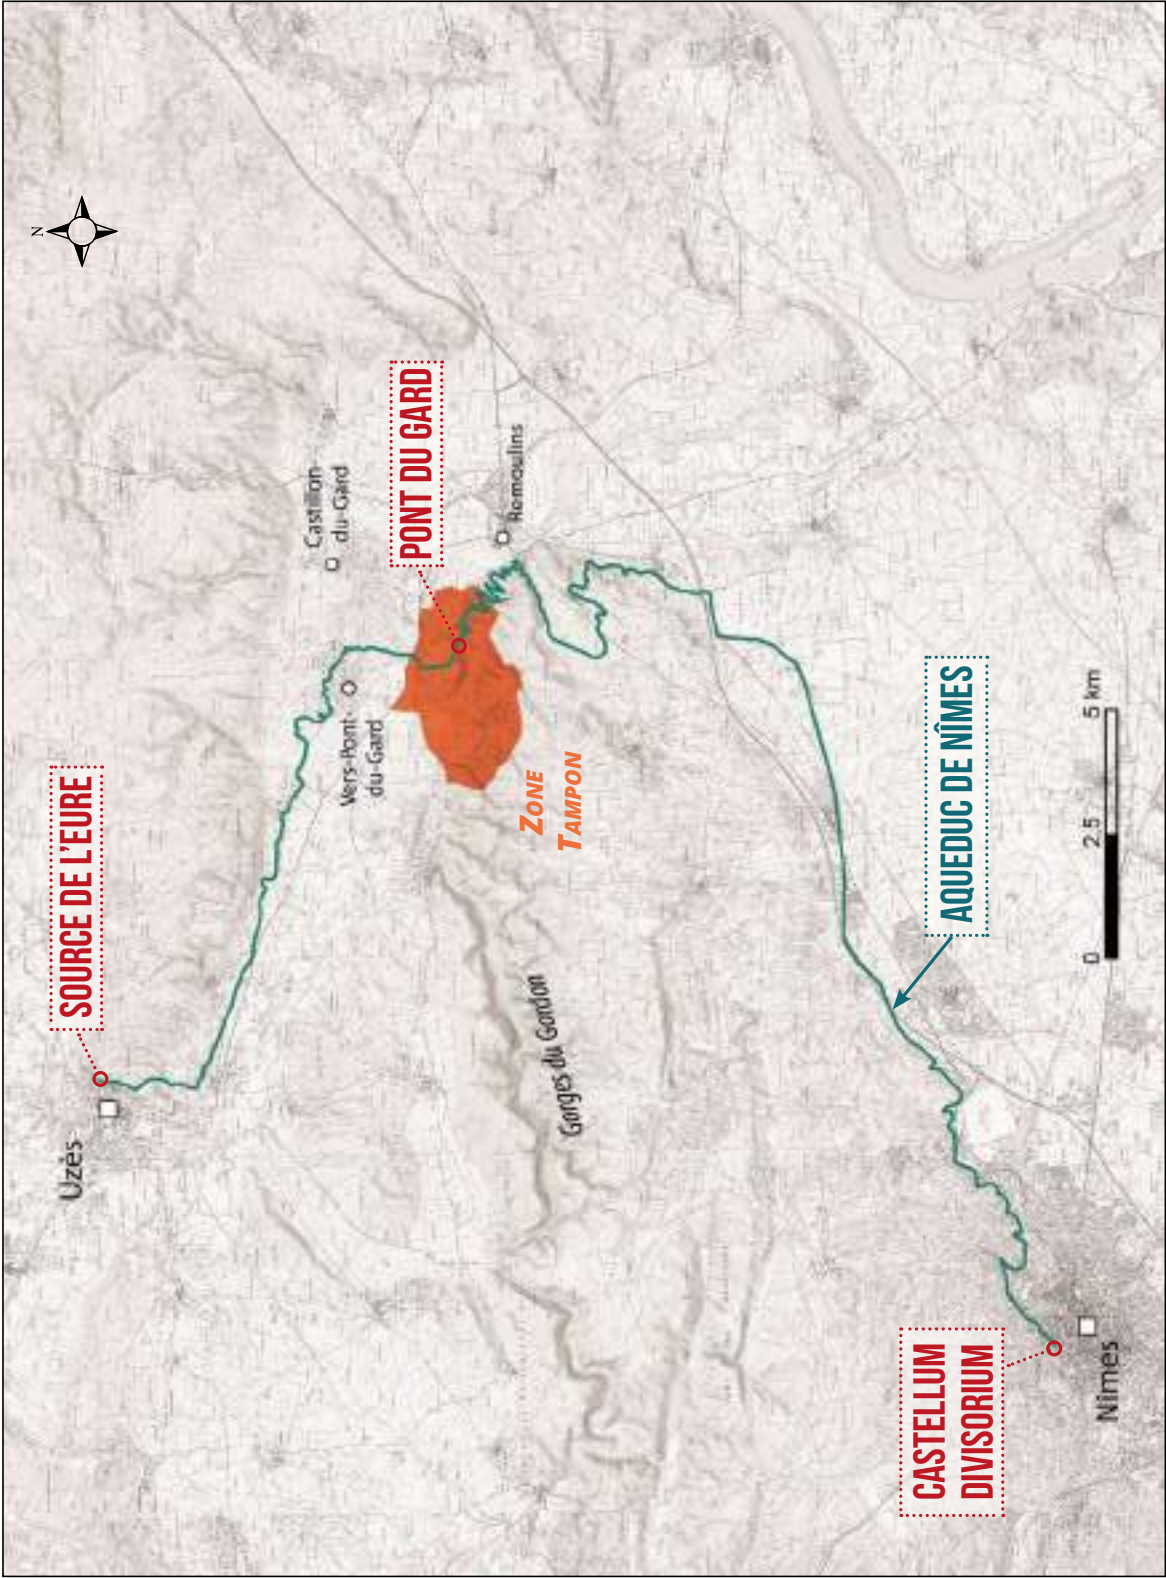 N
SOURCE DE L'EURE
Uzès
Castillon-
du-Gard
PONT DU GARD
Vers-Pont-
du-Gard
Remoulins
ZONE
TAMPON
Gorges du Gardon
AQUEDUC DE NÎMES
CASTELLUM
DIVISORIUM
Nîmes
0 2.5 5 km